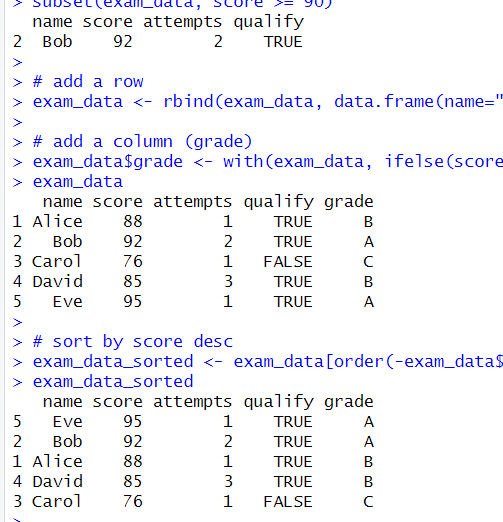 > subset(exam_data, score >= 90)
  name score attempts qualify
2  Bob    92        2    TRUE
>
> # add a row
> exam_data <- rbind(exam_data, data.frame(name="
>
> # add a column (grade)
> exam_data$grade <- with(exam_data, ifelse(score
> exam_data
   name score attempts qualify grade
1 Alice    88        1    TRUE     B
2   Bob    92        2    TRUE     A
3 Carol    76        1   FALSE     C
4 David    85        3    TRUE     B
5   Eve    95        1    TRUE     A
>
> # sort by score desc
> exam_data_sorted <- exam_data[order(-exam_data$
> exam_data_sorted
   name score attempts qualify grade
5   Eve    95        1    TRUE     A
2   Bob    92        2    TRUE     A
1 Alice    88        1    TRUE     B
4 David    85        3    TRUE     B
3 Carol    76        1   FALSE     C
>